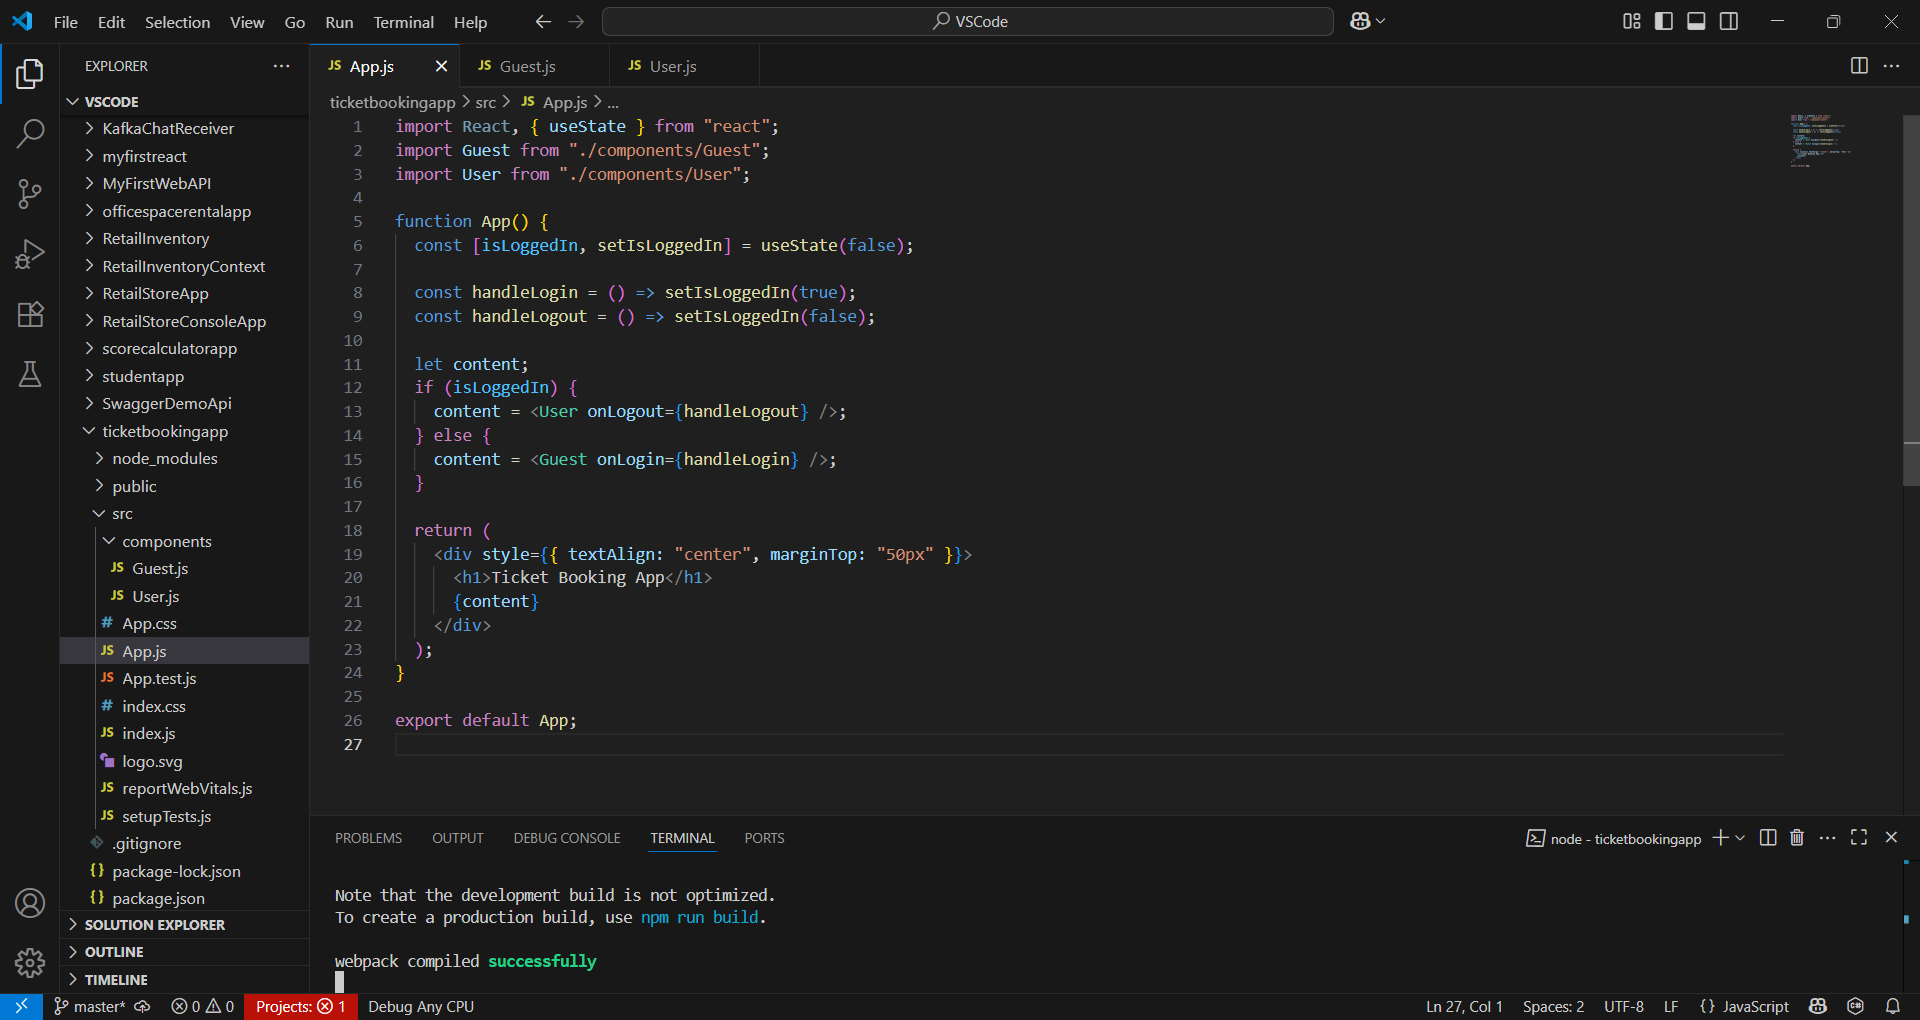 File Edit Selection View Go Run Terminal Help
VSCode
EXPLORER
VSCODE
KafkaChatReceiver
myfirstreact
MyFirstWebAPI
officespacerentalapp
RetailInventory
RetailInventoryContext
RetailStoreApp
RetailStoreConsoleApp
scorecalculatorapp
studentapp
SwaggerDemoApi
ticketbookingapp
node_modules
public
src
components
JS Guest.js
JS User.js
# App.css
JS App.js
JS App.test.js
# index.css
JS index.js
logo.svg
JS reportWebVitals.js
JS setupTests.js
.gitignore
{} package-lock.json
{} package.json
SOLUTION EXPLORER
OUTLINE
TIMELINE
JS App.js JS Guest.js JS User.js
ticketbookingapp > src > JS App.js > ...
1 import React, { useState } from "react";
2 import Guest from "./components/Guest";
3 import User from "./components/User";
4
5 function App() {
6 const [isLoggedIn, setIsLoggedIn] = useState(false);
7
8 const handleLogin = () => setIsLoggedIn(true);
9 const handleLogout = () => setIsLoggedIn(false);
10
11 let content;
12 if (isLoggedIn) {
13 content = <User onLogout={handleLogout} />;
14 } else {
15 content = <Guest onLogin={handleLogin} />;
16 }
17
18 return (
19 <div style={{ textAlign: "center", marginTop: "50px" }}>
20 <h1>Ticket Booking App</h1>
21 {content}
22 </div>
23 );
24 }
25
26 export default App;
27
PROBLEMS OUTPUT DEBUG CONSOLE TERMINAL PORTS
node - ticketbookingapp
Note that the development build is not optimized.
To create a production build, use npm run build.
webpack compiled successfully
master* 0 0 Projects: 1 Debug Any CPU
Ln 27, Col 1 Spaces: 2 UTF-8 LF {} JavaScript